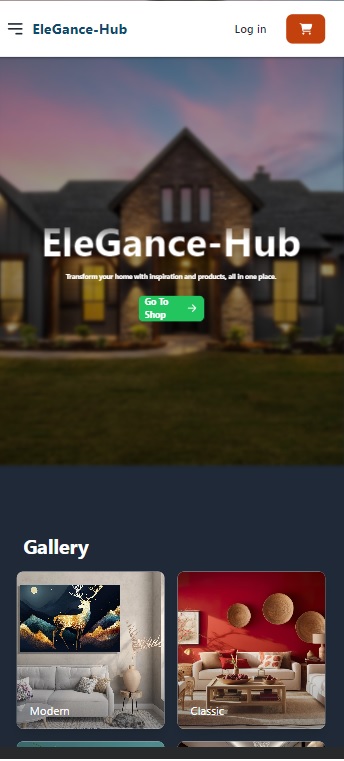 EleGance-Hub
Log in
EleGance-Hub
Transform your home with inspiration and products, all in one place.
Go To
Shop
Gallery
Modern
Classic